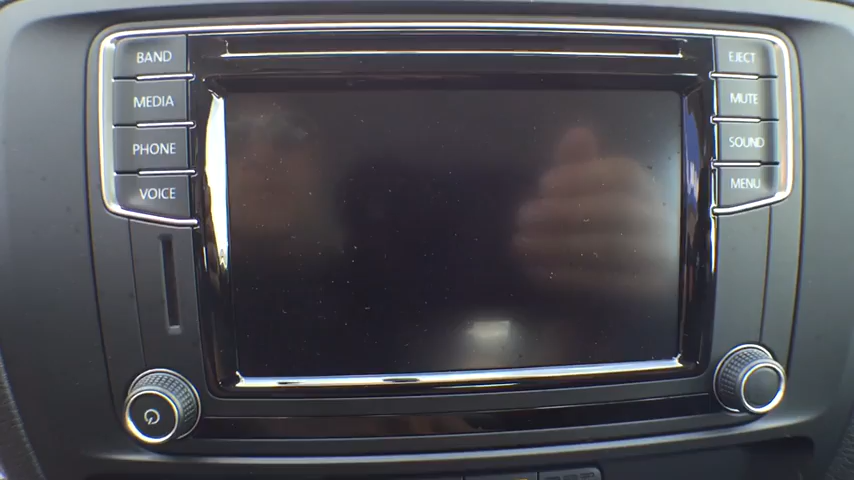 BAND
MEDIA
PHONE
VOICE
EJECT
MUTE
SOUND
MENU